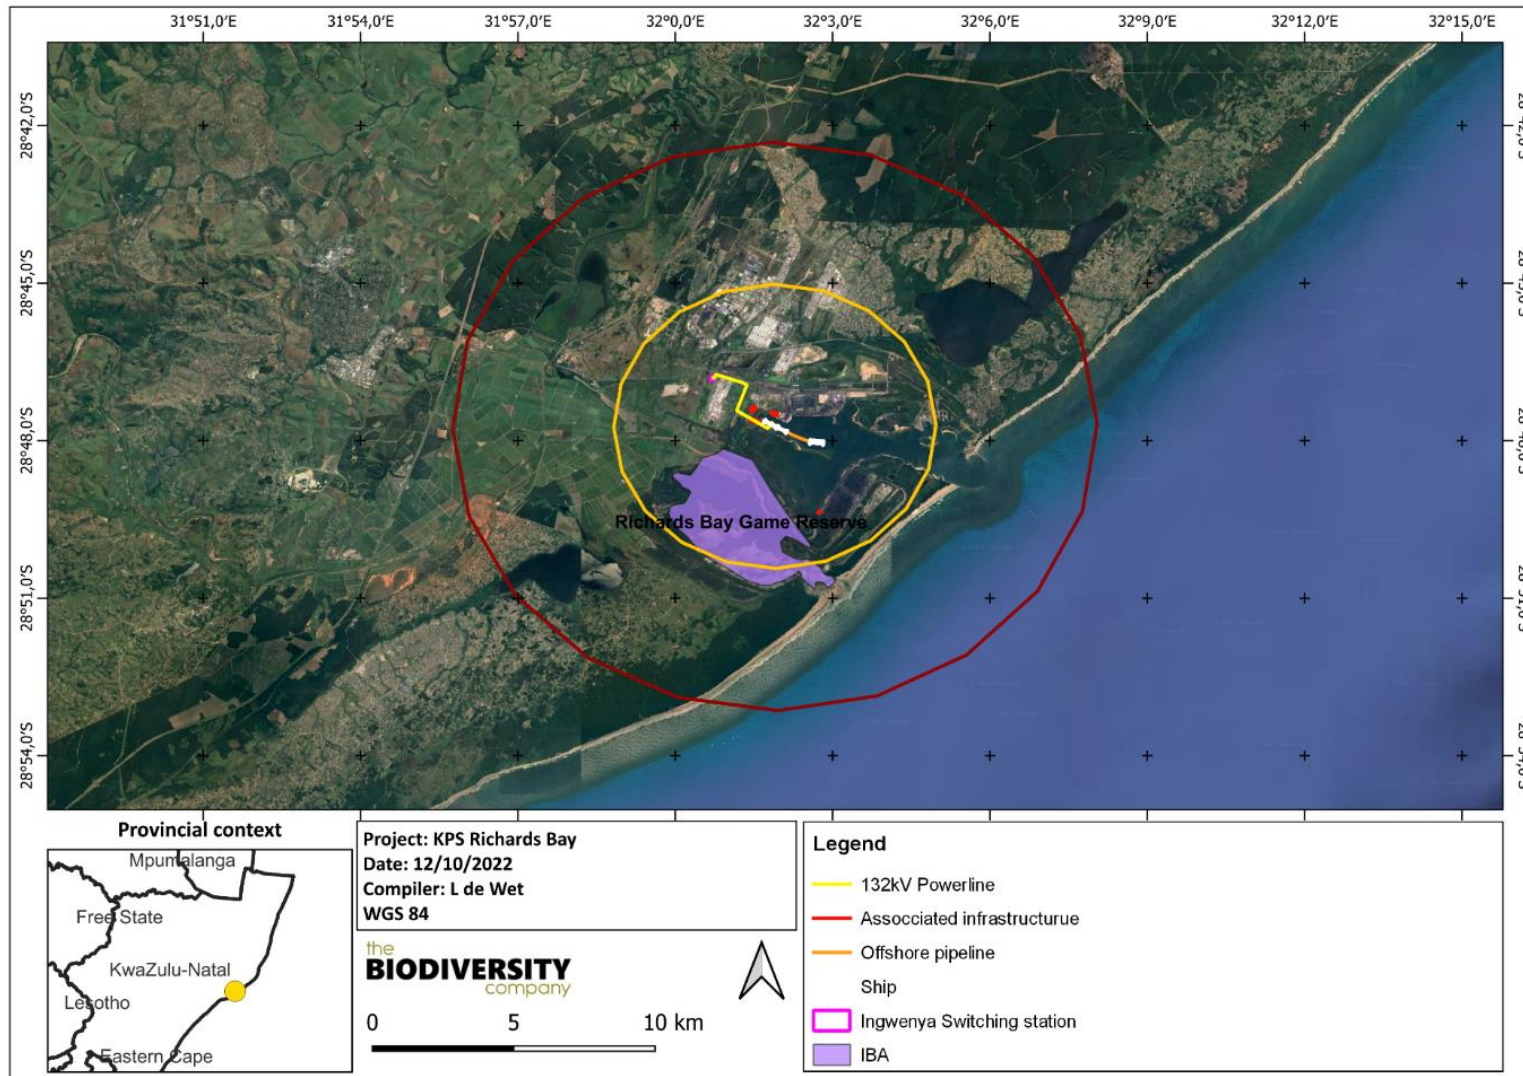 31°51,0'E 31°54,0'E 31°57,0'E 32°0,0'E 32°3,0'E 32°6,0'E 32°9,0'E 32°12,0'E 32°15,0'E
28°42,0'S
28°45,0'S
28°48,0'S
28°51,0'S
28°54,0'S
Richards Bay Game Reserve
Provincial context
Mpumalanga
Free State
KwaZulu-Natal
Lesotho
Eastern Cape
Project: KPS Richards Bay
Date: 12/10/2022
Compiler: L de Wet
WGS 84
the
BIODIVERSITY
company
0 5 10 km
Legend
132kV Powerline
Assocciated infrastructurue
Offshore pipeline
Ship
Ingwenya Switching station
IBA